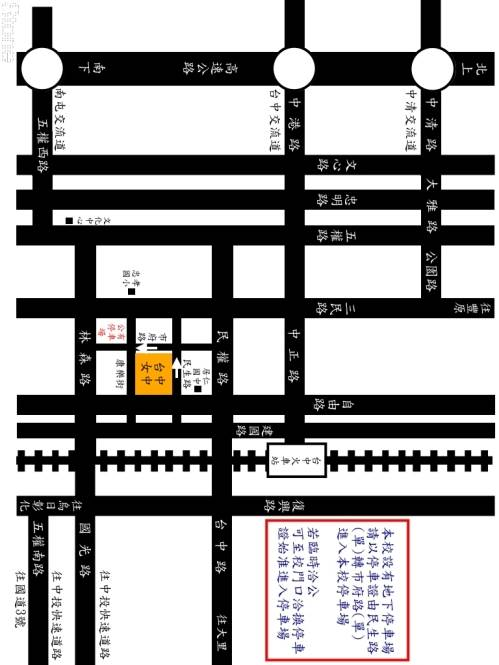 北上
高速公路
南下
中清路
中清交流道
中港路
台中交流道
南屯交流道
五權西路
文心路
大雅路
忠明路
文化中心
五權路
公園路
忠孝國小
往豐原
三民路
公有停車場
市府路
民權路
中正路
林森路
康樂街
台中女中
民生路
居仁國中
自由路
建國路
台中火車站
復興路
往烏日彰化
本校設有地下停車場
請以停車證由民生路
(單)轉市府路(單)
進入本校停車場
若臨時洽公
可至校門口洽換停車
證始准進入停車場
國光路
台中路
五權南路
往中投快速道路
往中投快速道路
往大里
往國道3號